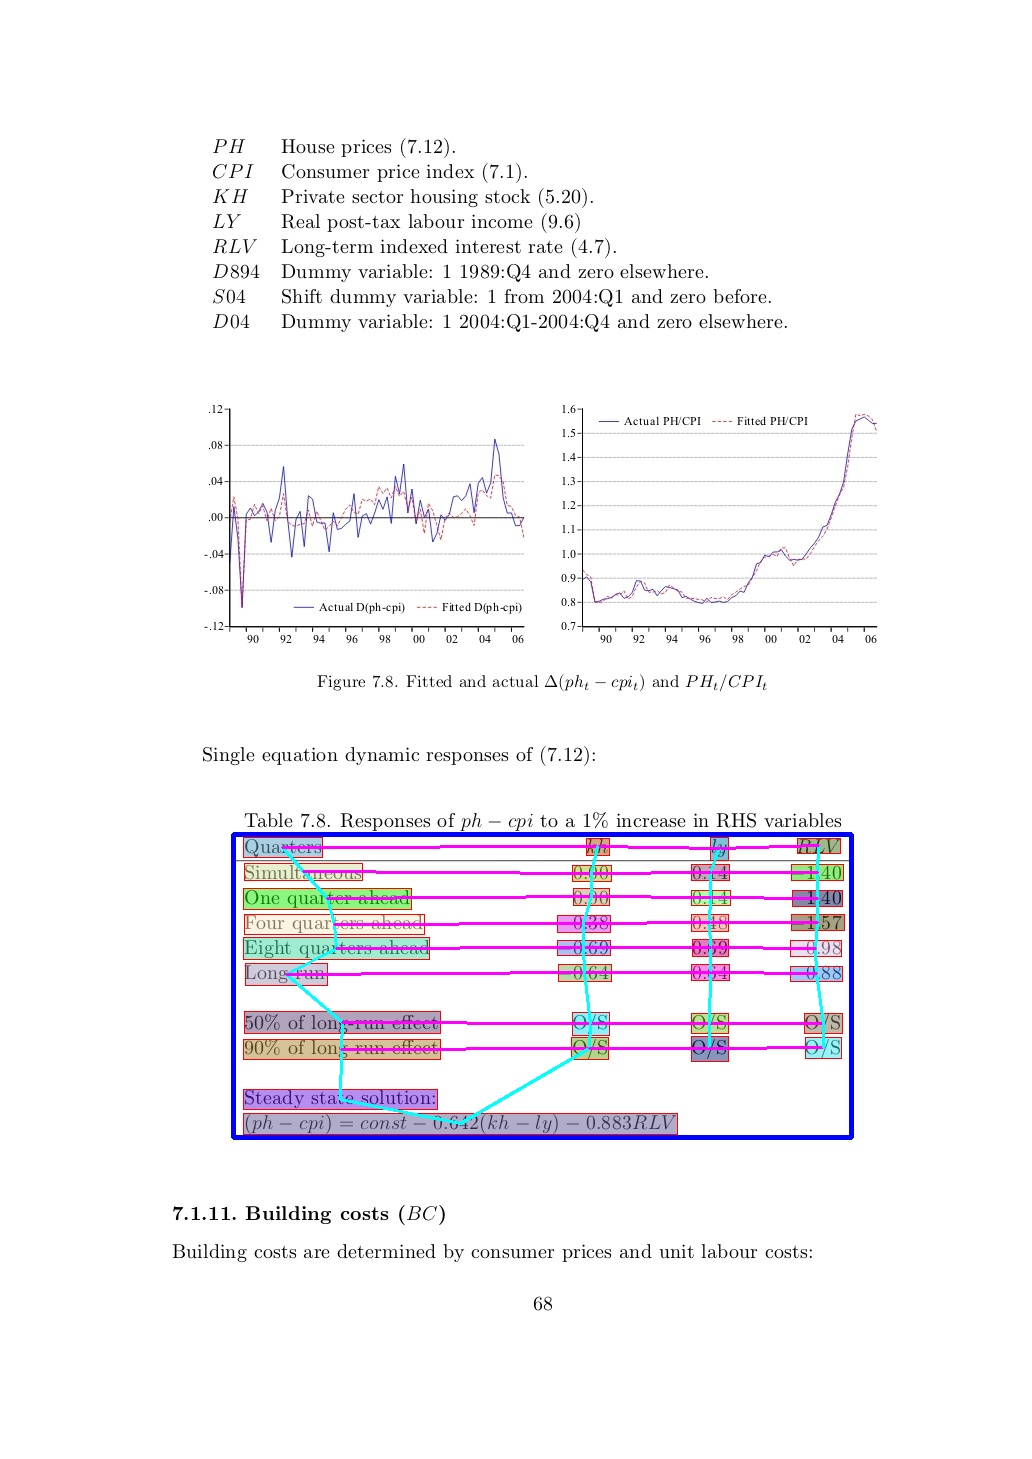 PH House prices (7.12).
CPI Consumer price index (7.1).
KH Private sector housing stock (5.20).
LY Real post-tax labour income (9.6)
RLV Long-term indexed interest rate (4.7).
D894 Dummy variable: 1 1989:Q4 and zero elsewhere.
S04 Shift dummy variable: 1 from 2004:Q1 and zero before.
D04 Dummy variable: 1 2004:Q1-2004:Q4 and zero elsewhere.
.12
.08
.04
.00
-.04
-.08
-.12
90 92 94 96 98 00 02 04 06
Actual D(ph-cpi) Fitted D(ph-cpi)
1.6
1.5
1.4
1.3
1.2
1.1
1.0
0.9
0.8
0.7
90 92 94 96 98 00 02 04 06
Actual PH/CPI Fitted PH/CPI
Figure 7.8. Fitted and actual Δ(ph_t − cpi_t) and PH_t/CPI_t
Single equation dynamic responses of (7.12):
Table 7.8. Responses of ph − cpi to a 1% increase in RHS variables
Quarters kh ly RLV
Simultaneous 0.00 0.14 −1.40
One quarter ahead 0.00 0.14 −1.40
Four quarters ahead −0.38 0.48 −1.57
Eight quarters ahead −0.69 0.69 −0.98
Long run −0.64 0.64 −0.88
50% of long-run effect O/S O/S O/S
90% of long-run effect O/S O/S O/S
Steady state solution:
(ph − cpi) = const − 0.642(kh − ly) − 0.883RLV
7.1.11. Building costs (BC)
Building costs are determined by consumer prices and unit labour costs:
68